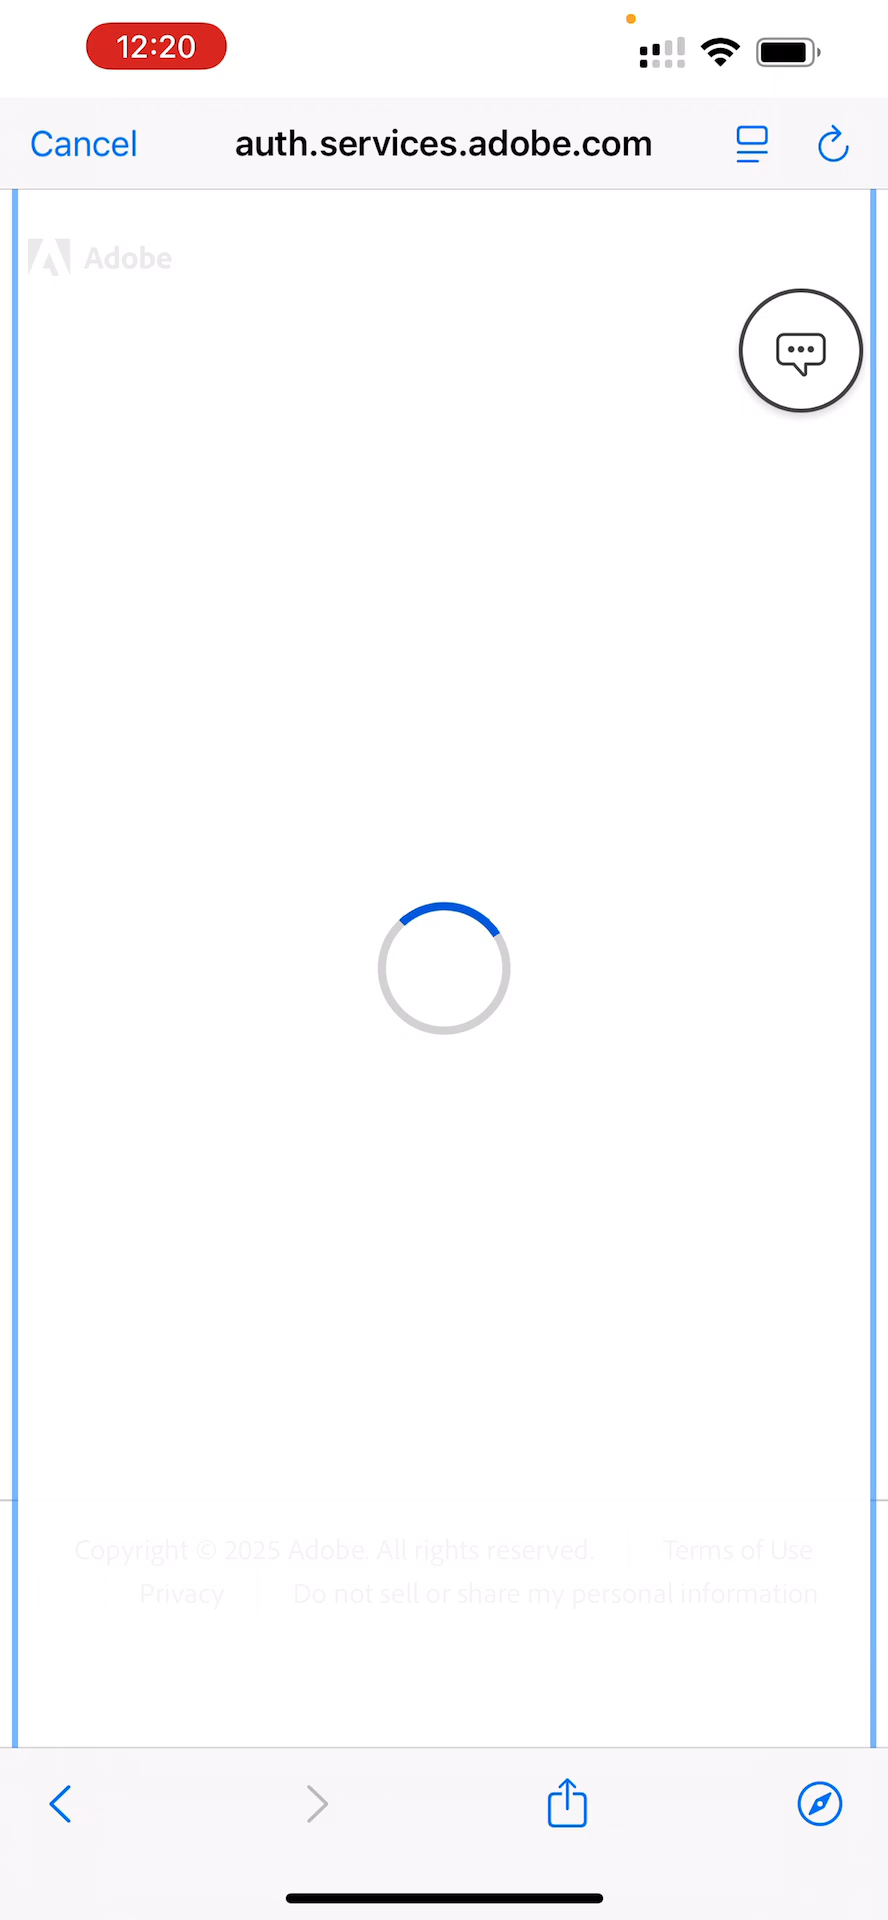 12:20
Cancel
auth.services.adobe.com
Adobe
Copyright © 2025 Adobe. All rights reserved.
Terms of Use
Privacy
Do not sell or share my personal information